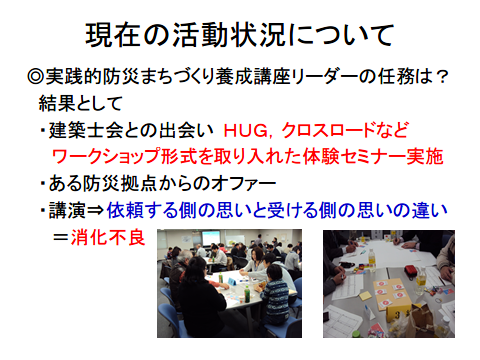 現在の活動状況について
◎実践的防災まちづくり養成講座リーダーの任務は？
結果として
・建築士会との出会い HUG，クロスロードなど
ワークショップ形式を取り入れた体験セミナー実施
・ある防災拠点からのオファー
・講演⇒依頼する側の思いと受ける側の思いの違い
＝消化不良